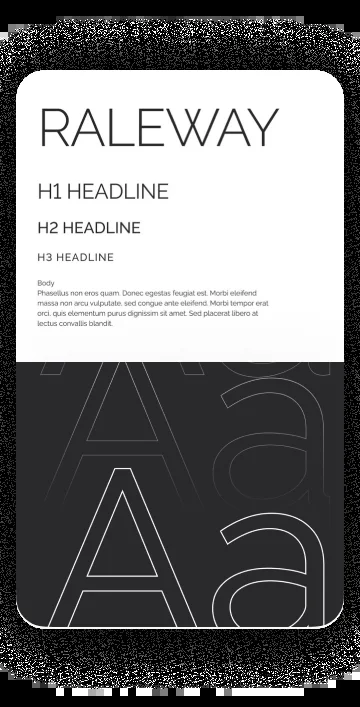 RALEWAY
H1 HEADLINE
H2 HEADLINE
H3 HEADLINE
Body
Phasellus non eros quam. Donec egestas feugiat est. Morbi eleifend
massa non arcu vulputate, sed congue ante eleifend. Morbi tempor erat
orci, quis elementum purus dignissim sit amet. Sed placerat libero at
lectus convallis blandit.
Aa
Aa